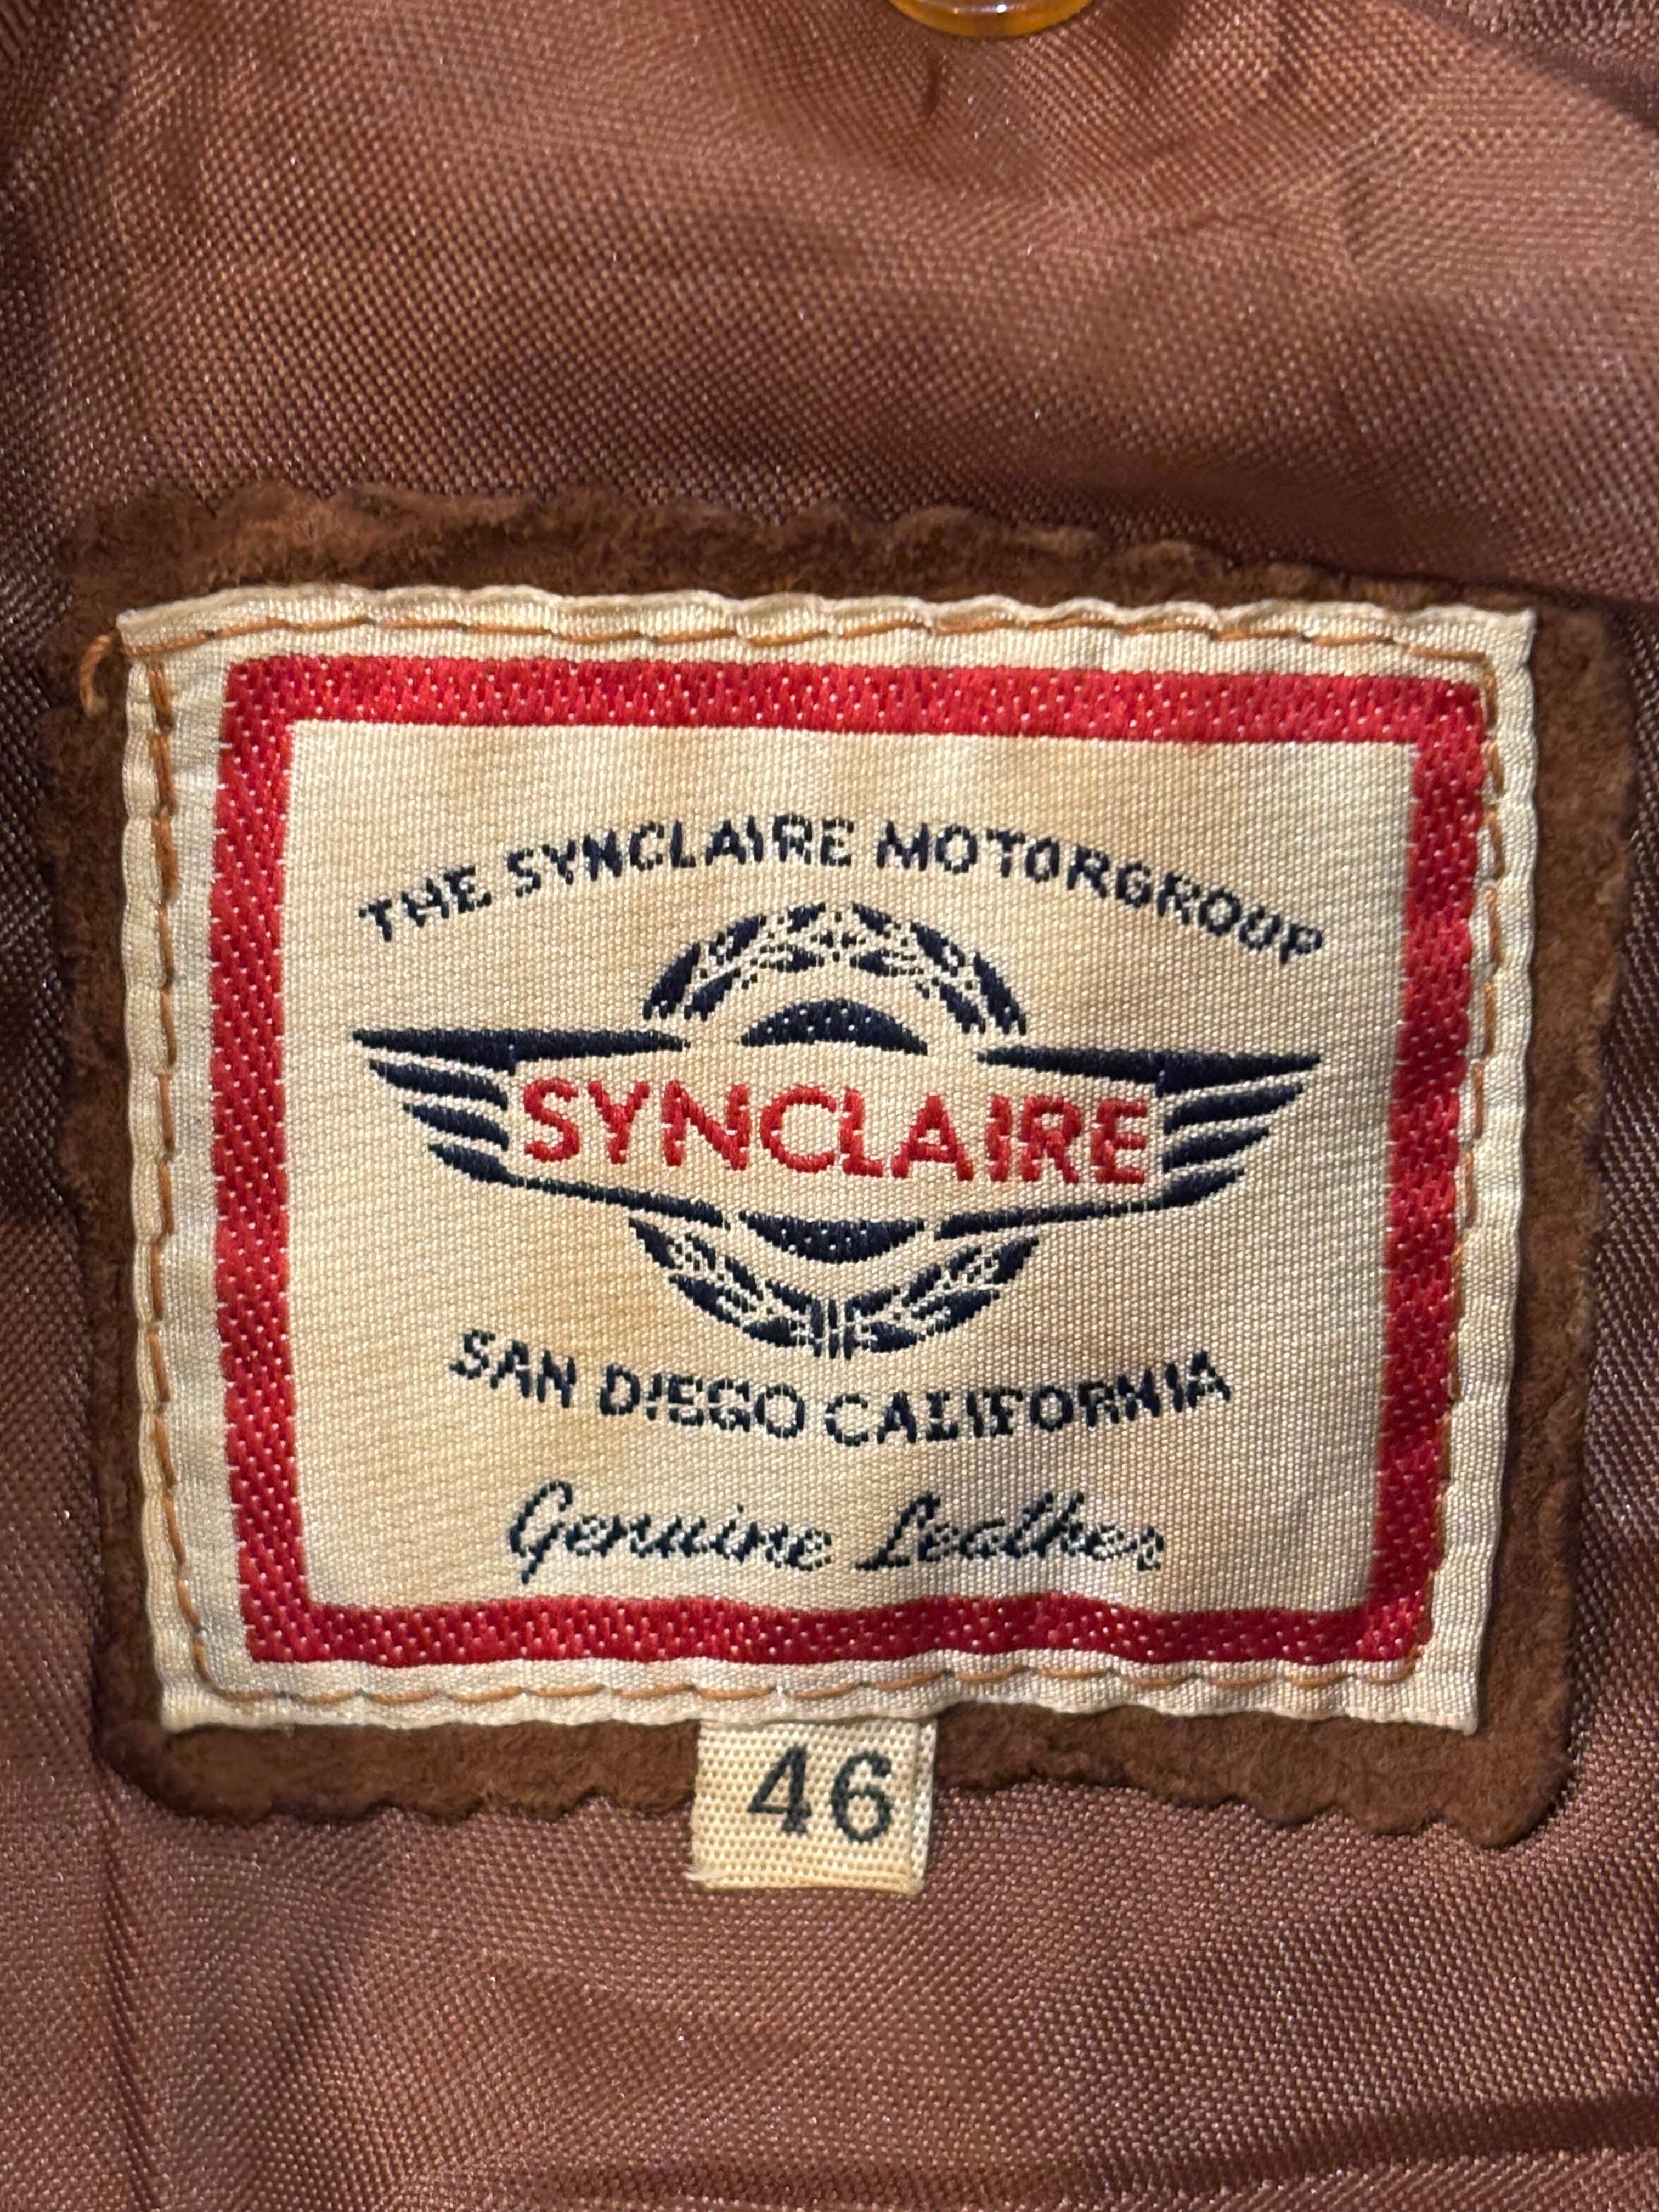 THE SYNCLAIRE MOTORGROUP
SYNCLAIRE
SAN DIEGO CALIFORNIA
Genuine Leather
46